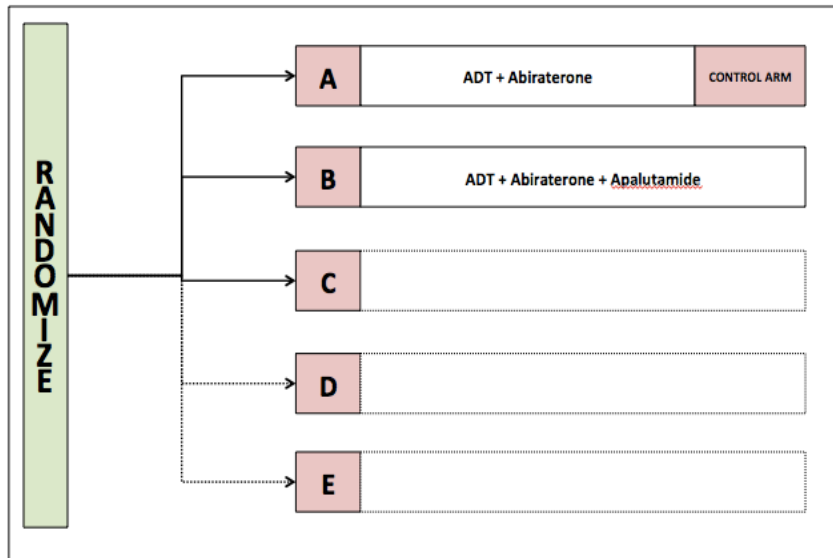 RANDOMIZE
A
ADT + Abiraterone
CONTROL ARM
B
ADT + Abiraterone + Apalutamide
C
D
E